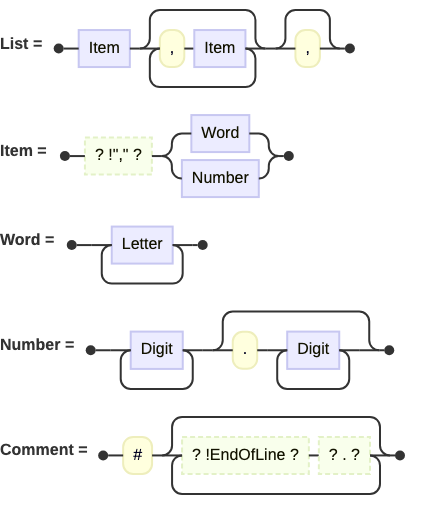 List = Item , Item ,
Item = ? !"," ? Word
Number
Word = Letter
Number = Digit . Digit
Comment = # ? !EndOfLine ? ? . ?